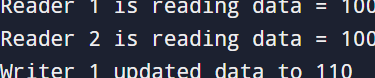 Reader 1 is reading data = 100
Reader 2 is reading data = 100
Writer 1 updated data to 110